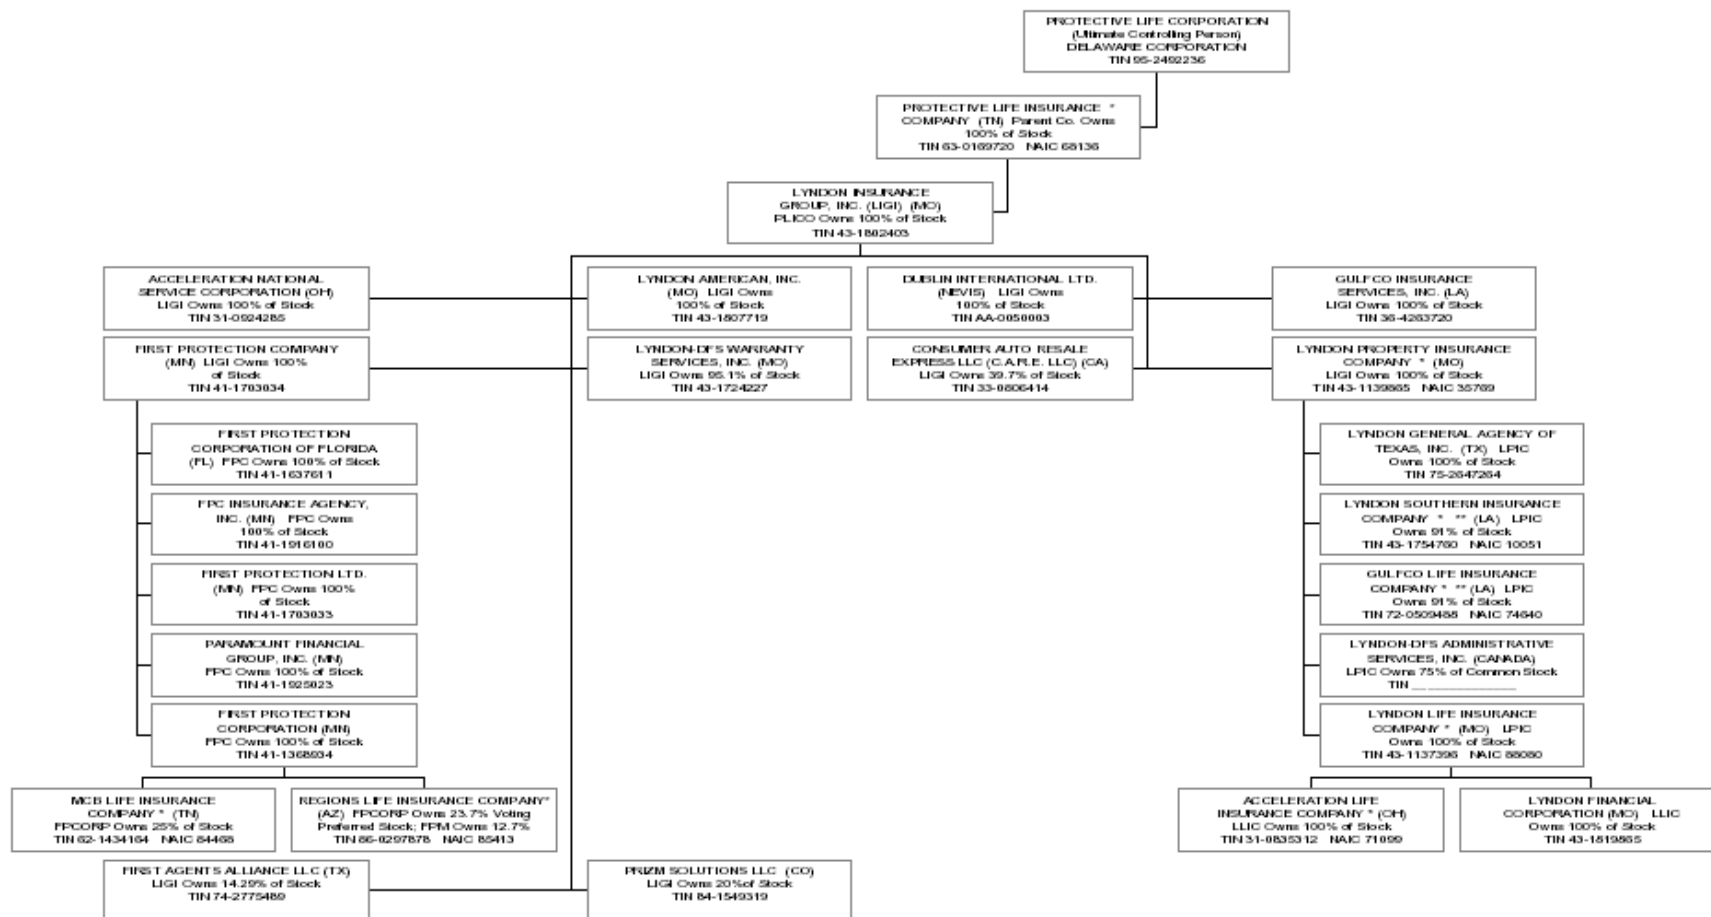 PROTECTIVE LIFE CORPORATION
(Ultimate Controlling Person)
DELAWARE CORPORATION
TIN 95-2492236
PROTECTIVE LIFE INSURANCE *
COMPANY (TN) Parent Co. Owns
100% of Stock
TIN 63-0169720 NAIC 68136
LYNDON INSURANCE
GROUP, INC. (LIGI) (MO)
PLICO Owns 100% of Stock
TIN 43-1802403
ACCELERATION NATIONAL
SERVICE CORPORATION (OH)
LIGI Owns 100% of Stock
TIN 31-0924285
LYNDON AMERICAN, INC.
(MO) LIGI Owns
100% of Stock
TIN 43-1807719
DUBLIN INTERNATIONAL LTD.
(NEVIS) LIGI Owns
100% of Stock
TIN AA-0050003
GULFCO INSURANCE
SERVICES, INC. (LA)
LIGI Owns 100% of Stock
TIN 36-4263720
FIRST PROTECTION COMPANY
(MN) LIGI Owns 100%
of Stock
TIN 41-1703034
LYNDON-DFS WARRANTY
SERVICES, INC. (MO)
LIGI Owns 95.1% of Stock
TIN 43-1724227
CONSUMER AUTO RESALE
EXPRESS LLC (C.A.R.E. LLC) (CA)
LIGI Owns 39.7% of Stock
TIN 33-0806414
LYNDON PROPERTY INSURANCE
COMPANY * (MO)
LIGI Owns 100% of Stock
TIN 43-1139865 NAIC 35769
FIRST PROTECTION
CORPORATION OF FLORIDA
(FL) FPC Owns 100% of Stock
TIN 41-1637611
FPC INSURANCE AGENCY,
INC. (MN) FPC Owns
100% of Stock
TIN 41-1916100
FIRST PROTECTION LTD.
(MN) FPC Owns 100%
of Stock
TIN 41-1703033
PARAMOUNT FINANCIAL
GROUP, INC. (MN)
FPC Owns 100% of Stock
TIN 41-1925023
FIRST PROTECTION
CORPORATION (MN)
FPC Owns 100% of Stock
TIN 41-1368934
LYNDON GENERAL AGENCY OF
TEXAS, INC. (TX) LPIC
Owns 100% of Stock
TIN 75-2647264
LYNDON SOUTHERN INSURANCE
COMPANY * ** (LA) LPIC
Owns 91% of Stock
TIN 43-1754760 NAIC 10051
GULFCO LIFE INSURANCE
COMPANY * ** (LA) LPIC
Owns 91% of Stock
TIN 72-0509488 NAIC 74640
LYNDON-DFS ADMINISTRATIVE
SERVICES, INC. (CANADA)
LPIC Owns 75% of Common Stock
TIN _______________
LYNDON LIFE INSURANCE
COMPANY * (MO) LPIC
Owns 100% of Stock
TIN 43-1137396 NAIC 88080
MCB LIFE INSURANCE
COMPANY * (TN)
FPCORP Owns 25% of Stock
TIN 62-1434164 NAIC 84468
REGIONS LIFE INSURANCE COMPANY*
(AZ) FPCORP Owns 23.7% Voting
Preferred Stock; FPM Owns 12.7%
TIN 86-0297878 NAIC 85413
ACCELERATION LIFE
INSURANCE COMPANY * (OH)
LLIC Owns 100% of Stock
TIN 31-0835312 NAIC 71099
LYNDON FINANCIAL
CORPORATION (MO) LLIC
Owns 100% of Stock
TIN 43-1819865
FIRST AGENTS ALLIANCE LLC (TX)
LIGI Owns 14.29% of Stock
TIN 74-2775489
PRIZM SOLUTIONS LLC (CO)
LIGI Owns 20%of Stock
TIN 84-1549319